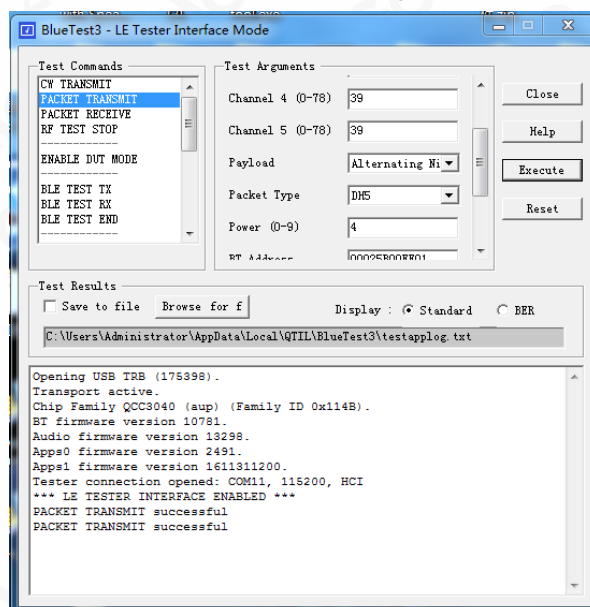 BlueTest3 - LE Tester Interface Mode
Test Commands
CW TRANSMIT
PACKET TRANSMIT
PACKET RECEIVE
RF TEST STOP
------------
ENABLE DUT MODE
------------
BLE TEST TX
BLE TEST RX
BLE TEST END
------------
Test Arguments
Channel 4 (0-78) 39
Channel 5 (0-78) 39
Payload Alternating Ni
Packet Type DH5
Power (0-9) 4
BT Address
Close
Help
Execute
Reset
Test Results
Save to file Browse for f Display : Standard BER
C:\Users\Administrator\AppData\Local\QTIL\BlueTest3\testapplog.txt
Opening USB TRB (175398).
Transport active.
Chip Family QCC3040 (aup) (Family ID 0x114B).
BT firmware version 10781.
Audio firmware version 13298.
Apps0 firmware version 2491.
Apps1 firmware version 1611311200.
Tester connection opened: COM11, 115200, HCI
*** LE TESTER INTERFACE ENABLED ***
PACKET TRANSMIT successful
PACKET TRANSMIT successful